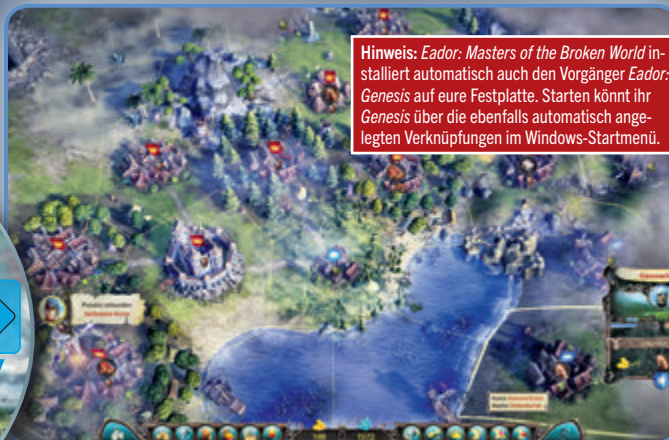 Hinweis: Eador: Masters of the Broken World in-
stalliert automatisch auch den Vorgänger Eador:
Genesis auf eure Festplatte. Starten könnt ihr
Genesis über die ebenfalls automatisch ange-
legten Verknüpfungen im Windows-Startmenü.